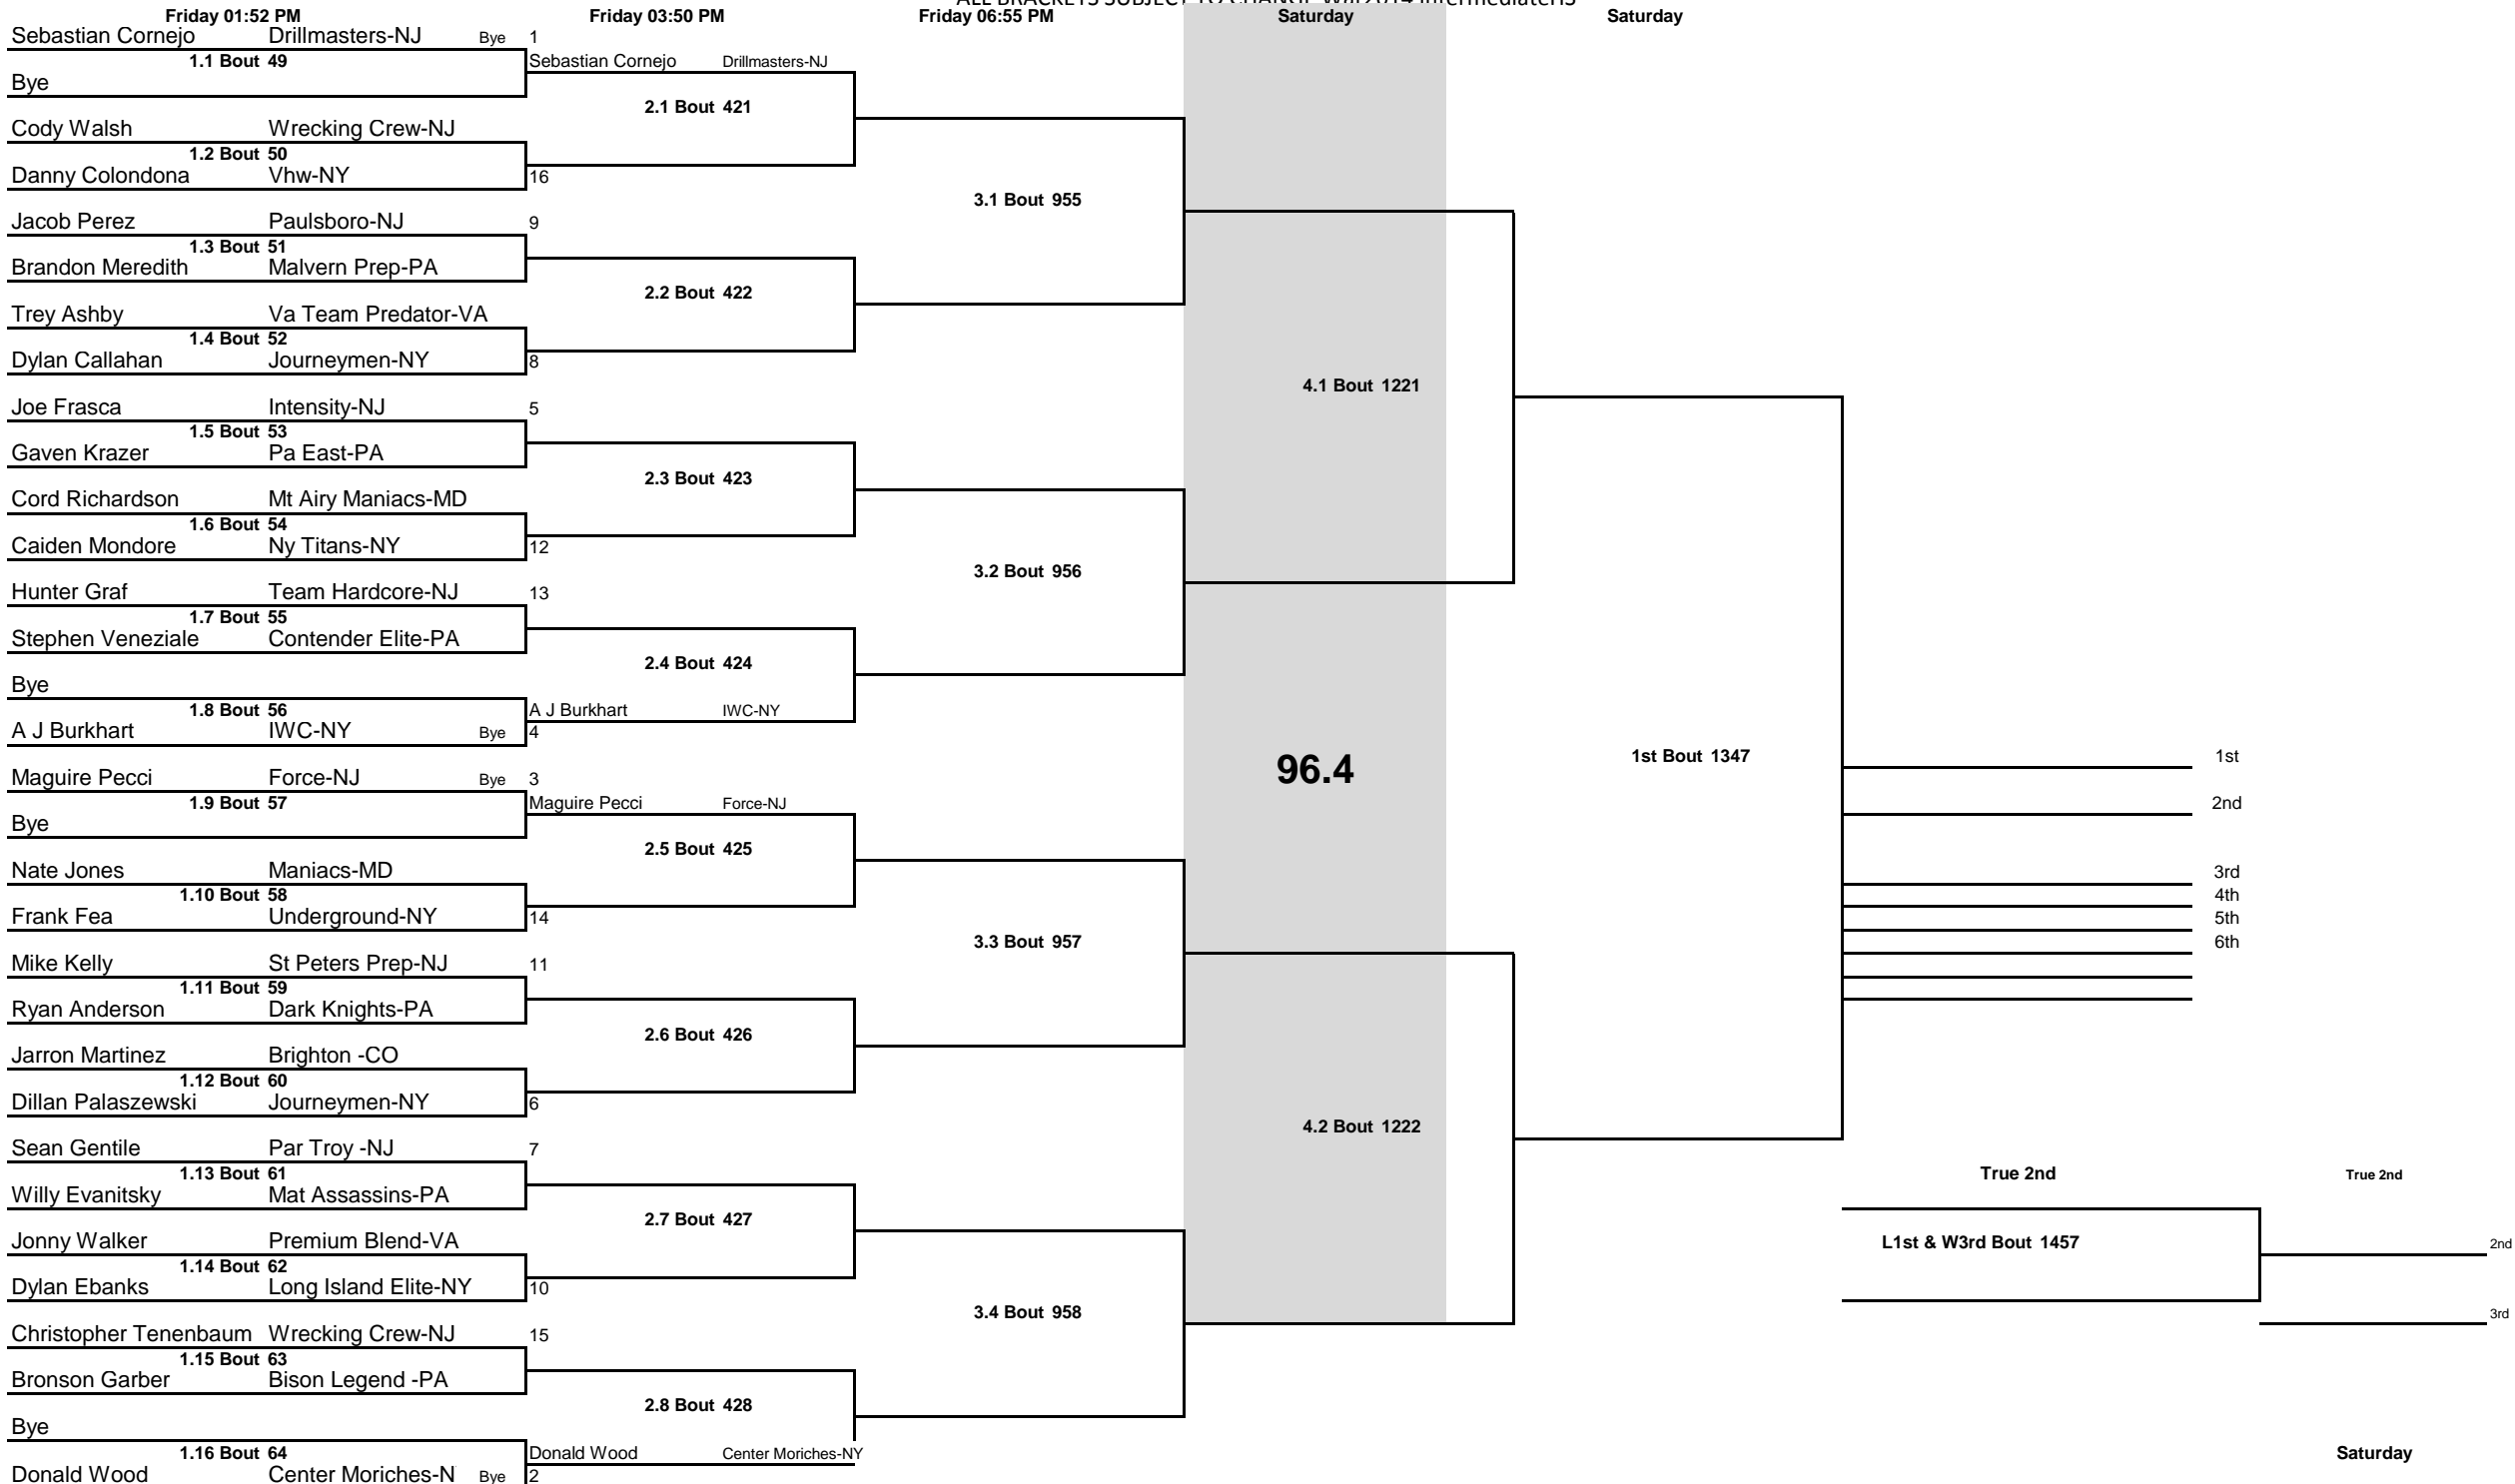 ALL BRACKETS SUBJECT TO CHANGE War2014 IntermediateHS
Friday 01:52 PM Friday 03:50 PM Friday 06:55 PM Saturday Saturday
Sebastian Cornejo Drillmasters-NJ Bye 1
1.1 Bout 49 Sebastian Cornejo Drillmasters-NJ
Bye
2.1 Bout 421
Cody Walsh Wrecking Crew-NJ
1.2 Bout 50
Danny Colondona Vhw-NY 16
3.1 Bout 955
Jacob Perez Paulsboro-NJ 9
1.3 Bout 51
Brandon Meredith Malvern Prep-PA
2.2 Bout 422
Trey Ashby Va Team Predator-VA
1.4 Bout 52
Dylan Callahan Journeymen-NY 8
4.1 Bout 1221
Joe Frasca Intensity-NJ 5
1.5 Bout 53
Gaven Krazer Pa East-PA
2.3 Bout 423
Cord Richardson Mt Airy Maniacs-MD
1.6 Bout 54
Caiden Mondore Ny Titans-NY 12
3.2 Bout 956
Hunter Graf Team Hardcore-NJ 13
1.7 Bout 55
Stephen Veneziale Contender Elite-PA
2.4 Bout 424
Bye
1.8 Bout 56 A J Burkhart IWC-NY
A J Burkhart IWC-NY Bye 4
96.4 1st Bout 1347 1st
Maguire Pecci Force-NJ Bye 3
1.9 Bout 57 Maguire Pecci Force-NJ 2nd
Bye
2.5 Bout 425
Nate Jones Maniacs-MD 3rd
1.10 Bout 58 4th
Frank Fea Underground-NY 14 5th
3.3 Bout 957 6th
Mike Kelly St Peters Prep-NJ 11
1.11 Bout 59
Ryan Anderson Dark Knights-PA
2.6 Bout 426
Jarron Martinez Brighton -CO
1.12 Bout 60
Dillan Palaszewski Journeymen-NY 6
4.2 Bout 1222
Sean Gentile Par Troy -NJ 7
1.13 Bout 61 True 2nd True 2nd
Willy Evanitsky Mat Assassins-PA
2.7 Bout 427
Jonny Walker Premium Blend-VA L1st & W3rd Bout 1457 2nd
1.14 Bout 62
Dylan Ebanks Long Island Elite-NY 10
3.4 Bout 958 3rd
Christopher Tenenbaum Wrecking Crew-NJ 15
1.15 Bout 63
Bronson Garber Bison Legend -PA
2.8 Bout 428
Bye
1.16 Bout 64 Donald Wood Center Moriches-NY Saturday
Donald Wood Center Moriches-N Bye 2